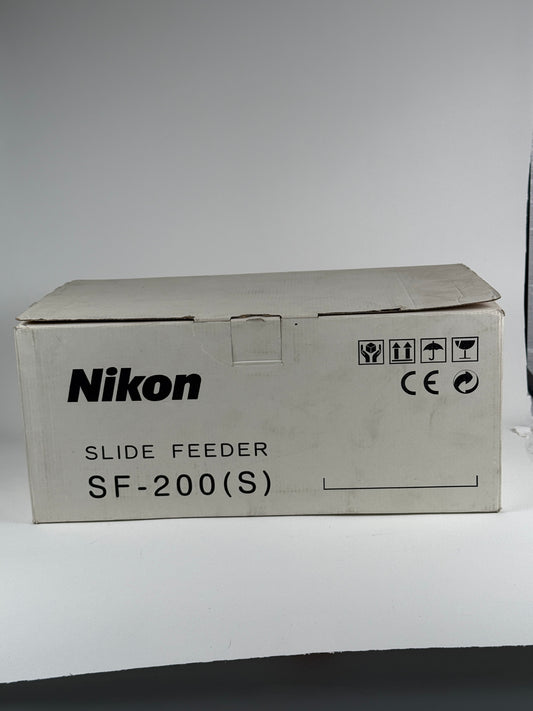 Nikon
CE
SLIDE FEEDER
SF-200(S)